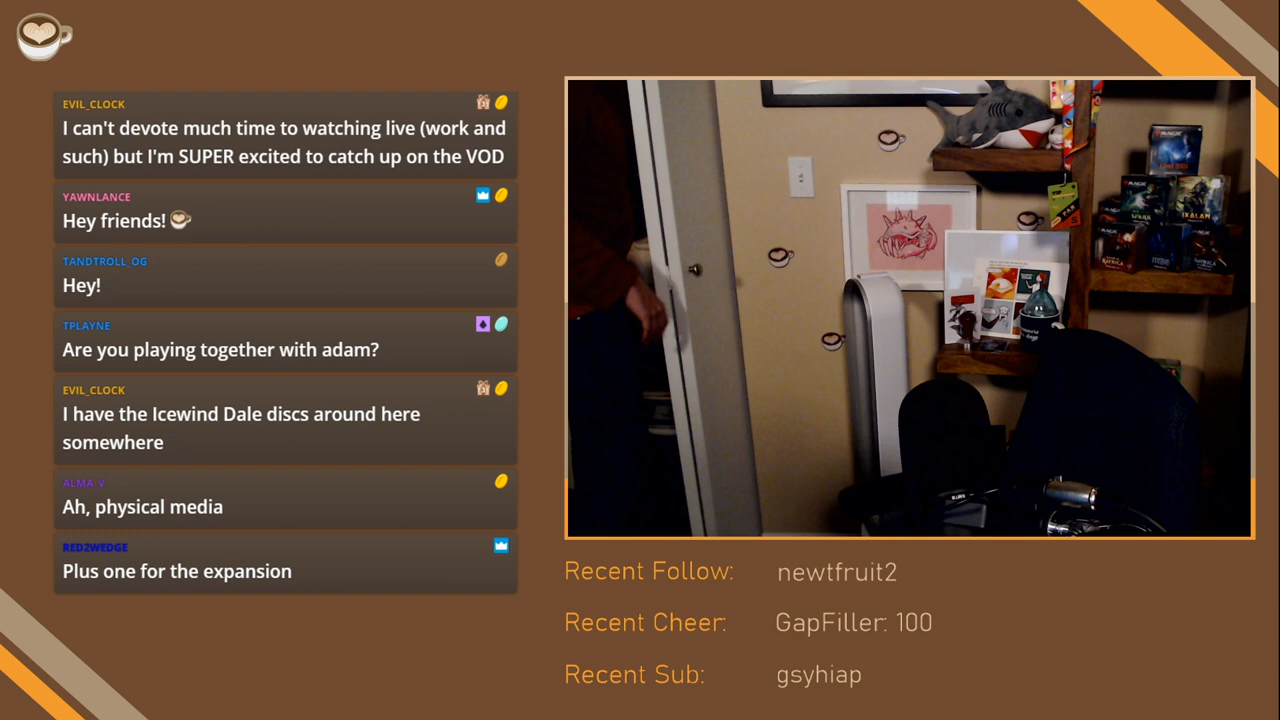 EVIL_CLOCK
I can't devote much time to watching live (work and
such) but I'm SUPER excited to catch up on the VOD
YAWNLANCE
Hey friends!
TANDTROLL_OG
Hey!
TPLAYNE
Are you playing together with adam?
EVIL_CLOCK
I have the Icewind Dale discs around here
somewhere
ALMA_V
Ah, physical media
RED2WEDGE
Plus one for the expansion
MAGIC
IXALAN
Recent Follow: newtfruit2
Recent Cheer: GapFiller: 100
Recent Sub: gsyhiap